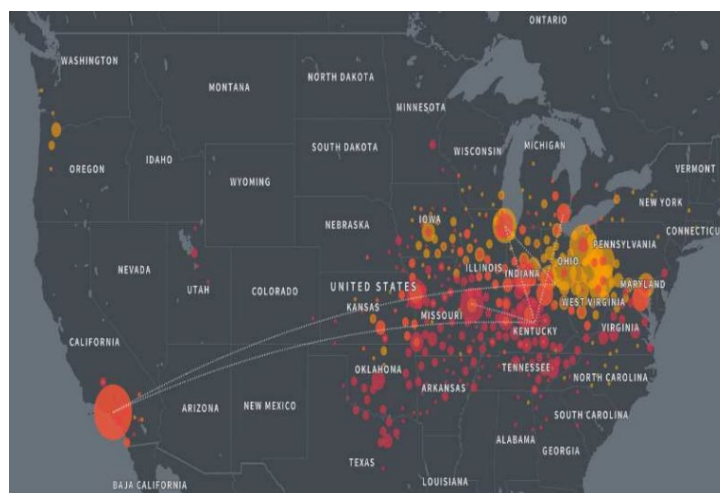 ONTARIO
WASHINGTON
MONTANA
NORTH DAKOTA
MINNESOTA
SOUTH DAKOTA
WISCONSIN
MICHIGAN
VERMONT
OREGON
IDAHO
WYOMING
NEW YORK
CONNECTICU
NEBRASKA
IOWA
PENNSYLVANIA
NEVADA
UTAH
COLORADO
UNITED STATES
ILLINOIS
INDIANA
OHIO
MARYLAND
KANSAS
MISSOURI
WEST VIRGINIA
KENTUCKY
VIRGINIA
CALIFORNIA
OKLAHOMA
TENNESSEE
NORTH CAROLINA
ARIZONA
NEW MEXICO
ARKANSAS
SOUTH CAROLINA
ALABAMA
GEORGIA
TEXAS
LOUISIANA
BAJA CALIFORNIA